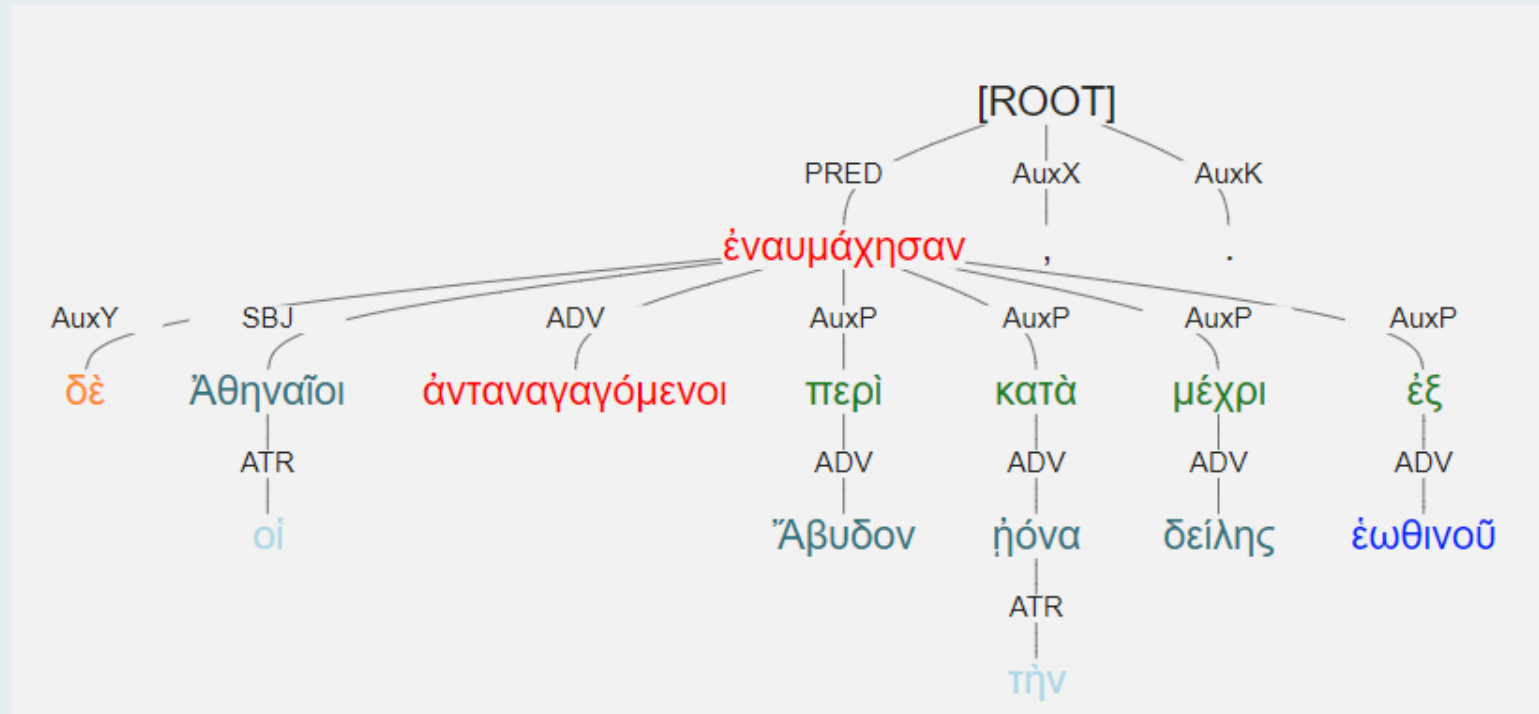 [ROOT]
PRED AuxX AuxK
ἐναυμάχησαν , .
AuxY SBJ ADV AuxP AuxP AuxP AuxP
δὲ Ἀθηναῖοι ἀνταναγαγόμενοι περὶ κατὰ μέχρι ἐξ
ATR ADV ADV ADV ADV
οἱ Ἄβυδον ᾐόνα δείλης ἑωθινοῦ
ATR
τὴν